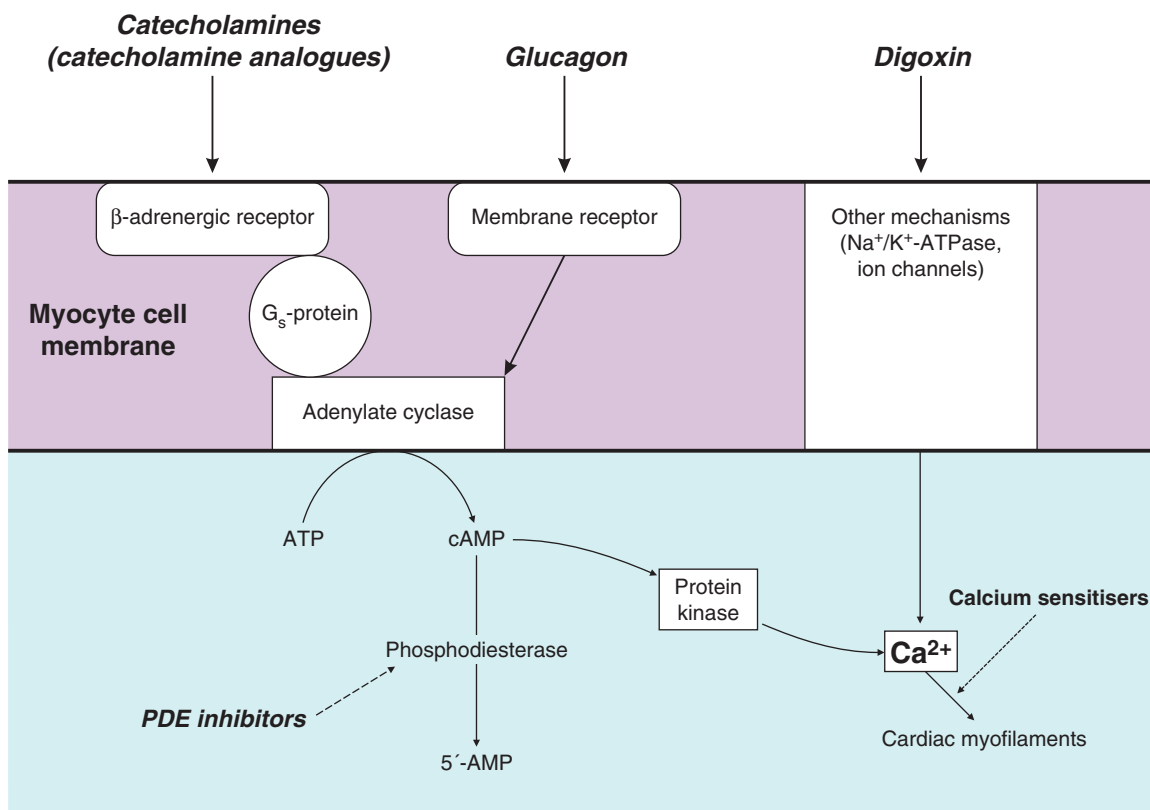 Catecholamines
(catecholamine analogues)
Glucagon
Digoxin
β-adrenergic receptor
Membrane receptor
Other mechanisms
(Na⁺/K⁺-ATPase,
ion channels)
Gₛ-protein
Myocyte cell
membrane
Adenylate cyclase
ATP
cAMP
Protein
kinase
Calcium sensitisers
Ca²⁺
Phosphodiesterase
PDE inhibitors
Cardiac myofilaments
5´-AMP